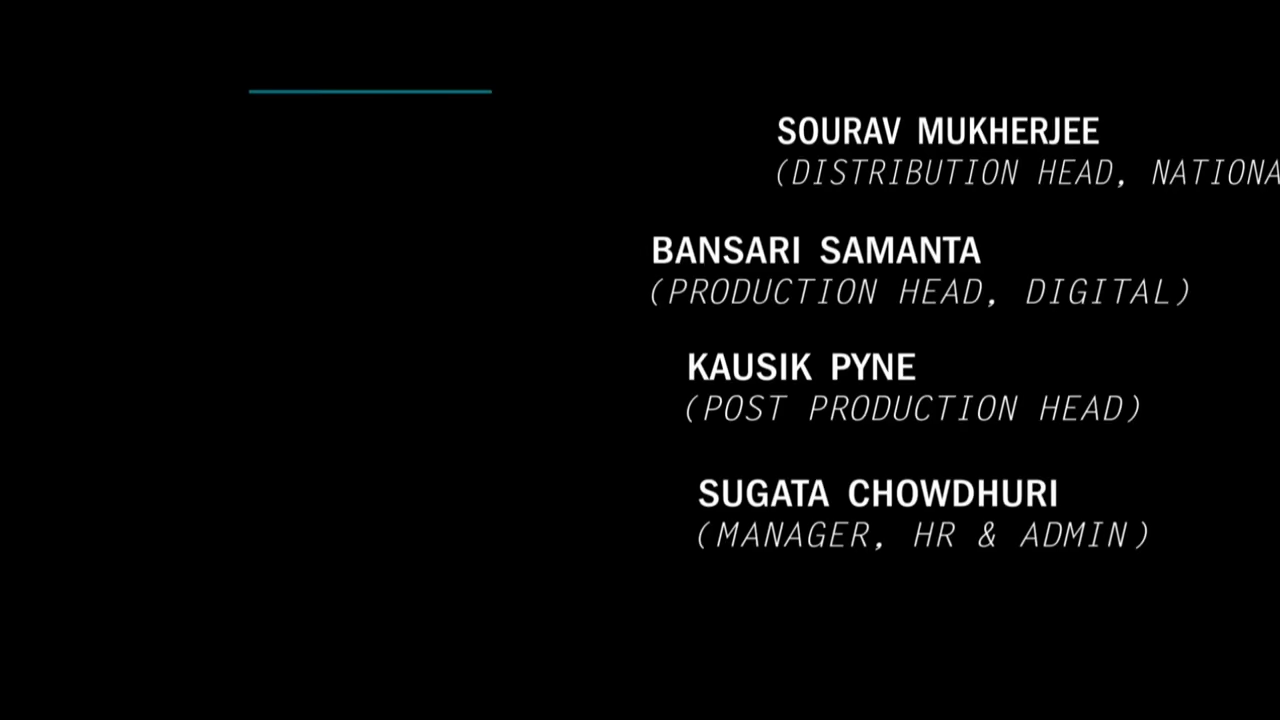 SOURAV MUKHERJEE
(DISTRIBUTION HEAD, NATIONA
BANSARI SAMANTA
(PRODUCTION HEAD, DIGITAL)
KAUSIK PYNE
(POST PRODUCTION HEAD)
SUGATA CHOWDHURI
(MANAGER, HR & ADMIN)